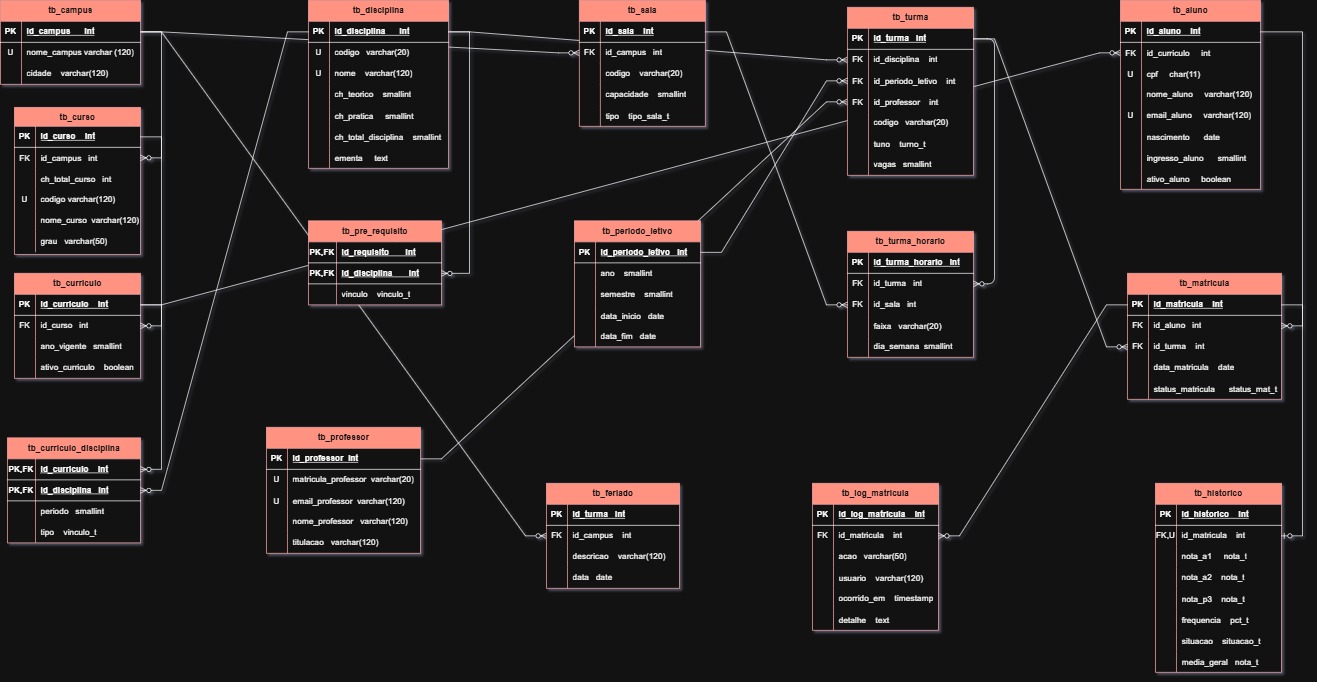 tb_campus
PK id_campus int
U nome_campus varchar (120)
cidade varchar(120)
tb_disciplina
PK id_disciplina int
U codigo varchar(20)
U nome varchar(120)
ch_teorico smallint
ch_pratica smallint
ch_total_disciplina smallint
ementa text
tb_sala
PK id_sala int
FK id_campus int
codigo varchar(20)
capacidade smallint
tipo tipo_sala_t
tb_turma
PK id_turma int
FK id_disciplina int
FK id_periodo_letivo int
FK id_professor int
codigo varchar(20)
tuno turno_t
vagas smallint
tb_aluno
PK id_aluno int
FK id_curriculo int
U cpf char(11)
nome_aluno varchar(120)
U email_aluno varchar(120)
nascimento date
ingresso_aluno smallint
ativo_aluno boolean
tb_curso
PK id_curso int
FK id_campus int
ch_total_curso int
U codigo varchar(120)
nome_curso varchar(120)
grau varchar(50)
tb_pre_requisito
PK,FK id_requisito int
PK,FK id_disciplina int
vinculo vinculo_t
tb_periodo_letivo
PK id_periodo_letivo int
ano smallint
semestre smallint
data_inicio date
data_fim date
tb_turma_horario
PK id_turma_horario int
FK id_turma int
FK id_sala int
faixa varchar(20)
dia_semana smallint
tb_curriculo
PK id_curriculo int
FK id_curso int
ano_vigente smallint
ativo_curriculo boolean
tb_matricula
PK id_matricula int
FK id_aluno int
FK id_turma int
data_matricula date
status_matricula status_mat_t
tb_curriculo_disciplina
PK,FK id_curriculo int
PK,FK id_disciplina int
periodo smallint
tipo vinculo_t
tb_professor
PK id_professor int
U matricula_professor varchar(20)
U email_professor varchar(120)
nome_professor varchar(120)
titulacao varchar(120)
tb_feriado
PK id_turma int
FK id_campus int
descricao varchar(120)
data date
tb_log_matricula
PK id_log_matricula int
FK id_matricula int
acao varchar(50)
usuario varchar(120)
ocorrido_em timestamp
detalhe text
tb_historico
PK id_historico int
FK,U id_matricula int
nota_a1 nota_t
nota_a2 nota_t
nota_p3 nota_t
frequencia pct_t
situacao situacao_t
media_geral nota_t